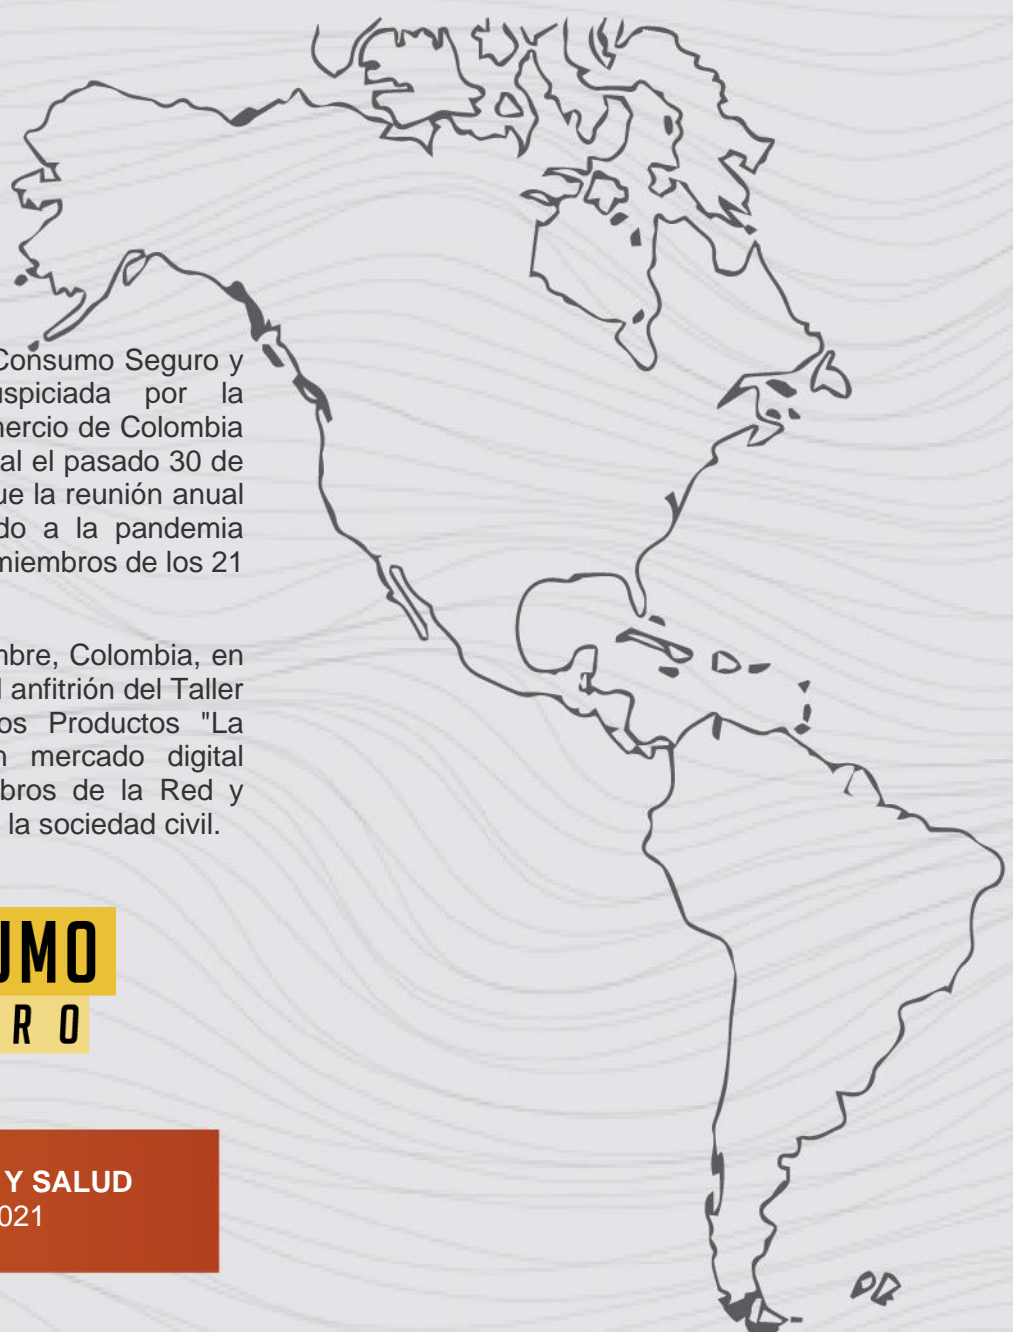 Consumo Seguro y
uspiciada por la
mercio de Colombia
al el pasado 30 de
ue la reunión anual
do a la pandemia
miembros de los 21
mbre, Colombia, en
l anfitrión del Taller
os Productos "La
n mercado digital
bros de la Red y
la sociedad civil.
UMO
RO
Y SALUD
021